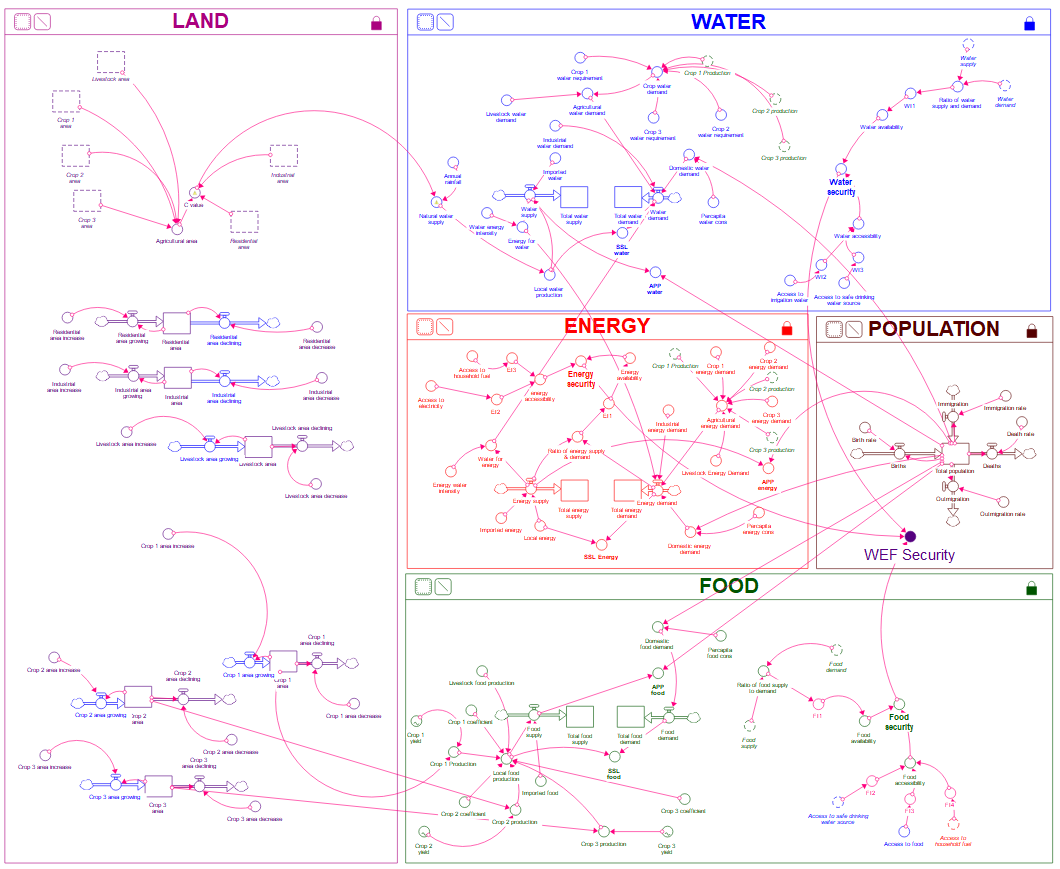 LAND
Livestock area
Crop 1
area
Crop 2
area
Crop 3
area
C value
Industrial
area
Residential
area
Agricultural area
Residential
area increase
Residential
area growing
Residential
area
Residential
area declining
Residential
area decrease
Industrial
area increase
Industrial area
growing
Industrial
area
Industrial
area declining
Industrial
area decrease
Livestock area increase
Livestock area growing
Livestock area
Livestock area declining
Livestock area decrease
Crop 1 area increase
Crop 1
area declining
Crop 1 area growing
Crop 1
area
Crop 1 area decrease
Crop 2 area increase
Crop 2
area declining
Crop 2 area growing
Crop 2
area
Crop 2 area decrease
Crop 3 area increase
Crop 3
area declining
Crop 3 area growing
Crop 3
area
Crop 3 area decrease
WATER
Crop 1
water requirement
Crop water
demand
Crop 1 Production
Crop 2 production
Crop 3 production
Livestock water
demand
Agricultural
water demand
Crop 3
water requirement
Crop 2
water requirement
Industrial
water demand
Imported
water
Domestic water
demand
Annual
rainfall
Natural water
supply
Water energy
intensity
Water
supply
Energy for
water
Total water
supply
Total water
demand
Water
demand
Percapita
water cons
SSL
water
Local water
production
APP
water
Water
supply
Ratio of water
supply and demand
Water
demand
WI1
Water availability
Water
security
Water accessibility
WI2
WI3
Access to
irrigation water
Access to safe drinking
water source
ENERGY
Access to
household fuel
EI3
Energy
security
Energy
availability
Access to
electricity
EI2
energy
accessibility
EI1
Crop 1 Production
Crop 1
energy demand
Crop 2
energy demand
Crop 2 production
Crop 3
energy demand
Crop 3 production
Industrial
energy demand
Agricultural
energy demand
Ratio of energy supply
& demand
Water for
energy
Energy water
intensity
Livestock Energy Demand
APP
energy
Energy supply
Total energy
supply
Total energy
demand
Energy demand
Imported energy
Local energy
SSL Energy
Domestic energy
demand
Percapita
energy cons
POPULATION
Immigration
Immigration rate
Birth rate
Death rate
Births
Total population
Deaths
Outmigration
Outmigration rate
WEF Security
FOOD
Domestic
food demand
Percapita
food cons
Livestock food production
APP
food
Crop 1
yield
Crop 1 coefficient
Food
supply
Total food
supply
Total food
demand
Food
demand
Crop 1 Production
Local food
production
SSL
food
Imported food
Crop 2 coefficient
Crop 2 production
Crop 3 coefficient
Crop 2
yield
Crop 3 production
Crop 3
yield
Food
demand
Ratio of food supply
to demand
FI1
Food
supply
Food
availability
Food
security
Food
accessibility
FI2
FI3
FI4
Access to safe drinking
water source
Access to food
Access to
household fuel